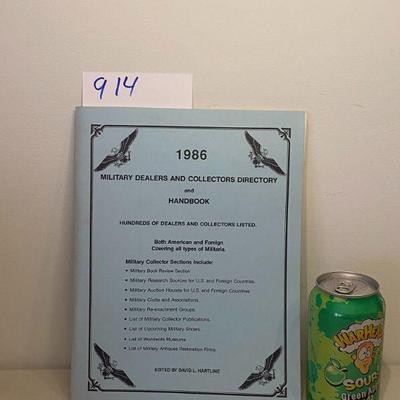 914
1986
MILITARY DEALERS AND COLLECTORS DIRECTORY
and
HANDBOOK
HUNDREDS OF DEALERS AND COLLECTORS LISTED.
Both American and Foreign
Covering all types of Militaria.
Military Collector Sections Include:
• Military Book Review Section
• Military Research Sources for U.S. and Foreign Countries.
• Military Auction Houses for U.S. and Foreign Countries
• Military Clubs and Associations.
• Military Re-enactment Groups.
• List of Military Collector Publications.
• List of Upcoming Military Shows.
• List of Worldwide Museums
• List of Military Antiques Restoration Firms.
EDITED BY DAVID L. HARTLINE
WARHEADS
SOUR
Green Apple